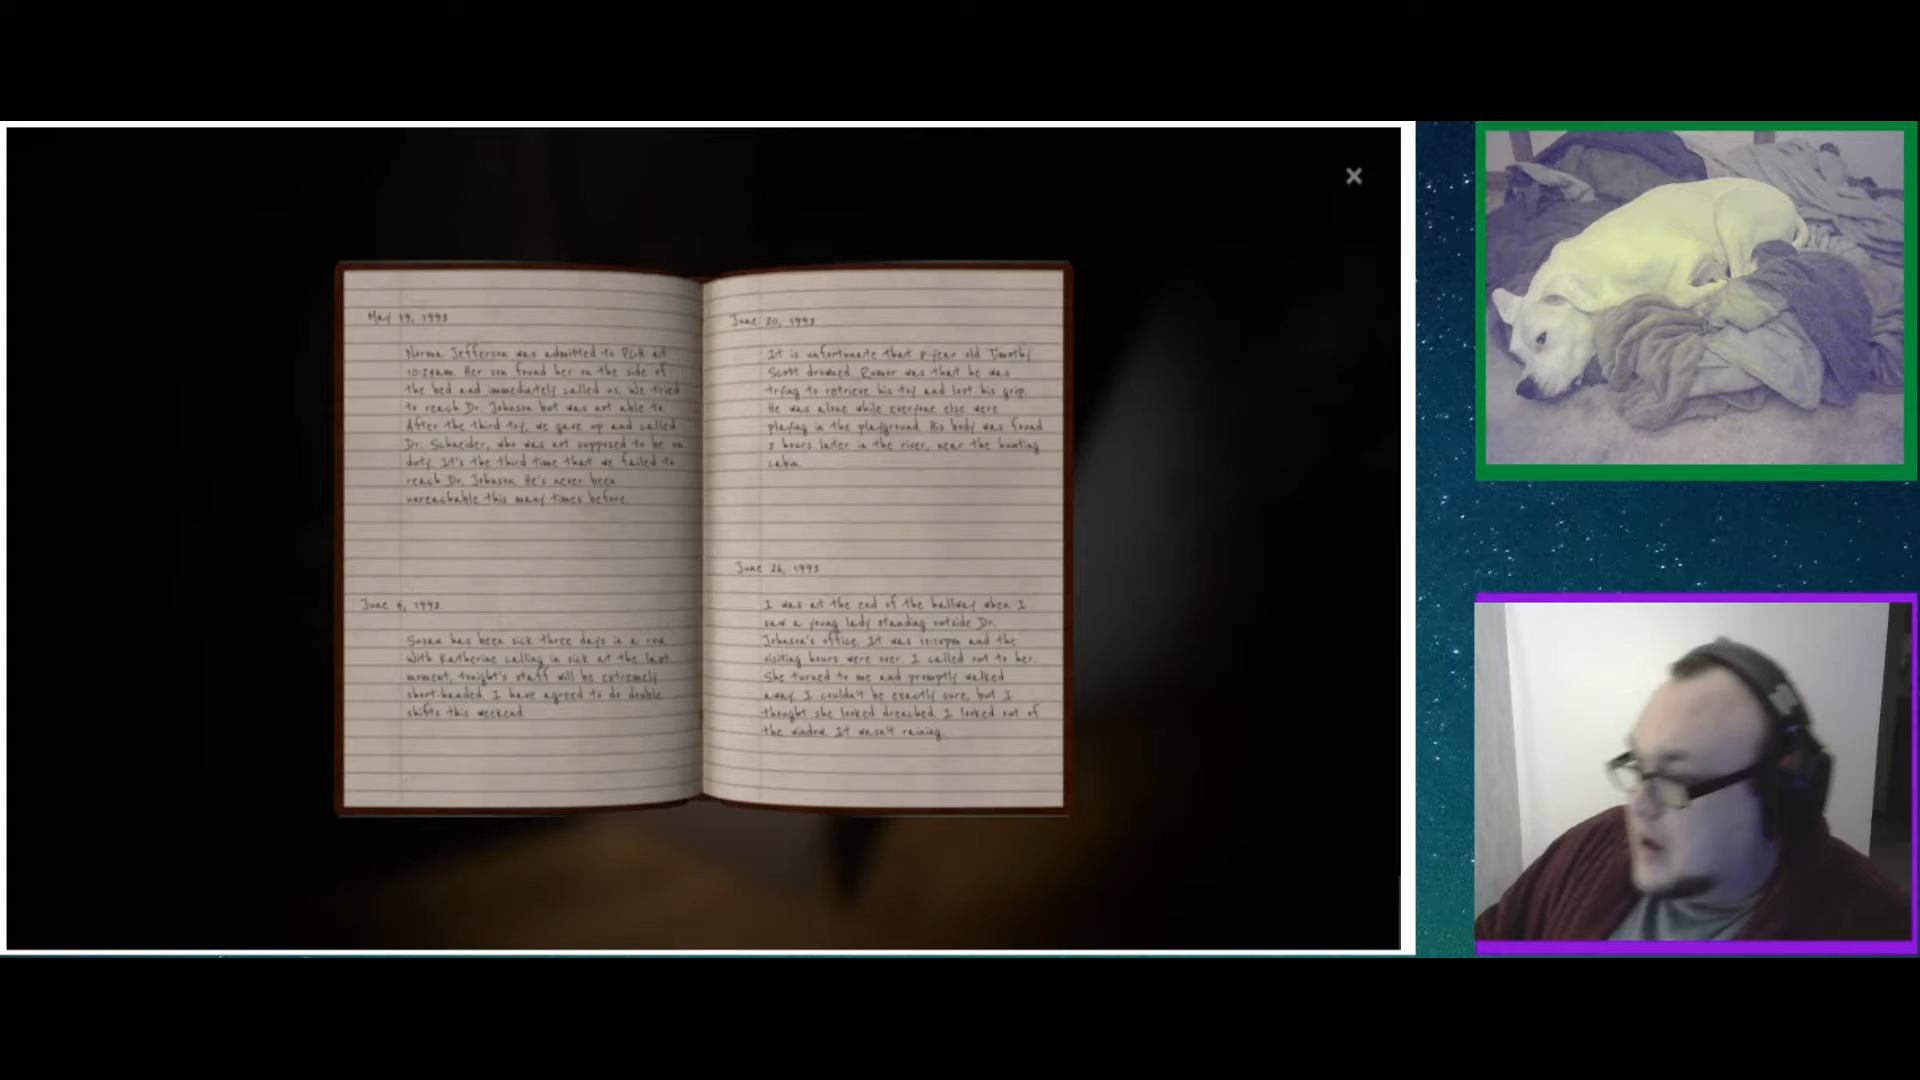 May 19, 1993
Norma Jefferson was admitted to PGH at
10:28am. Her son found her on the side of
the bed and immediately called us. We tried
to reach Dr. Johnson but was not able to.
After the third try, we gave up and called
Dr. Schneider, who was not supposed to be on
duty. It's the third time that we failed to
reach Dr. Johnson. He's never been
unreachable this many times before.
June 4, 1993
Susan has been sick three days in a row.
With Katherine calling in sick at the last
moment, tonight's staff will be extremely
short-handed. I have agreed to do double
shifts this weekend.
June 20, 1993
It is unfortunate that 8-year old Timothy
Scott drowned. Rumor was that he was
trying to retrieve his toy and lost his grip.
He was alone while everyone else were
playing in the playground. His body was found
3 hours later in the river, near the hunting
cabin.
June 26, 1993
I was at the end of the hallway when I
saw a young lady standing outside Dr.
Johnson's office. It was and the
visiting hours were over. I called out to her.
She turned to me and promptly walked
away. I couldn't be exactly sure, but I
thought she looked drenched. I looked out of
the window. It wasn't raining.